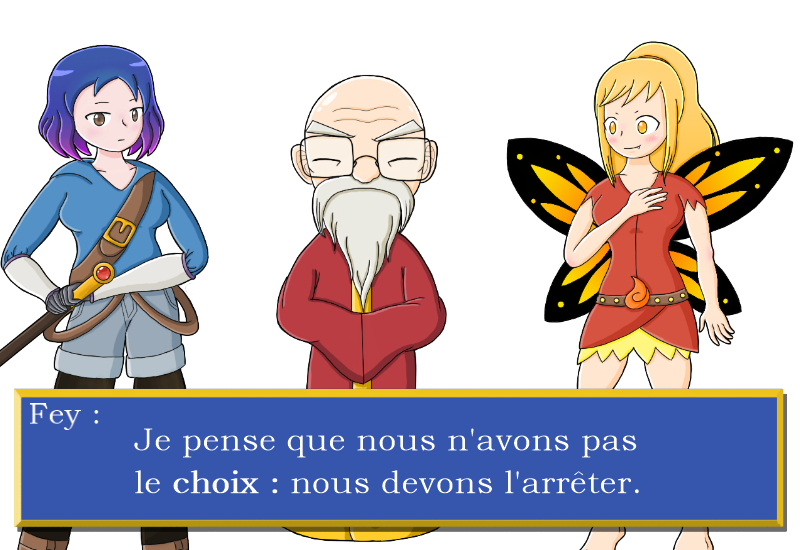 Fey :
Je pense que nous n'avons pas
le choix : nous devons l'arrêter.